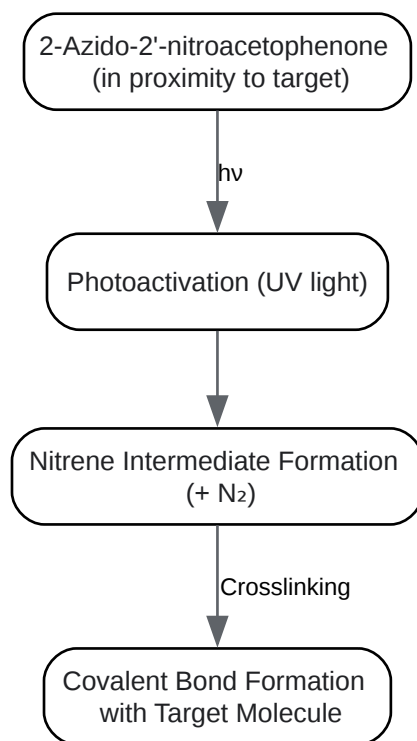 2-Azido-2'-nitroacetophenone
(in proximity to target)
hν
Photoactivation (UV light)
Nitrene Intermediate Formation
(+ N₂)
Crosslinking
Covalent Bond Formation
with Target Molecule